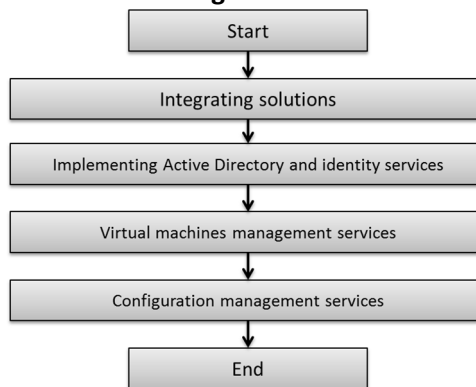 Start
Integrating solutions
Implementing Active Directory and identity services
Virtual machines management services
Configuration management services
End